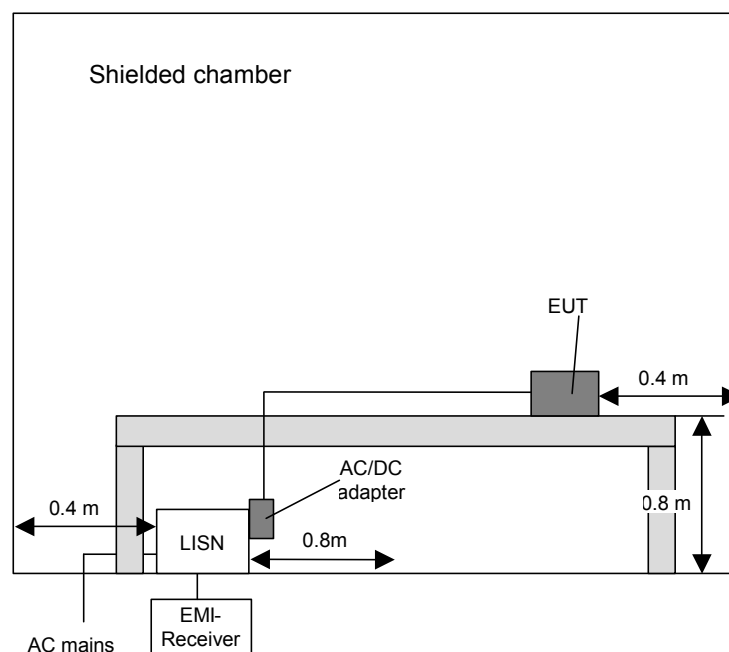 Shielded chamber
EUT
0.4 m
AC/DC
adapter
0.4 m
0.8 m
LISN
0.8m
EMI-
Receiver
AC mains